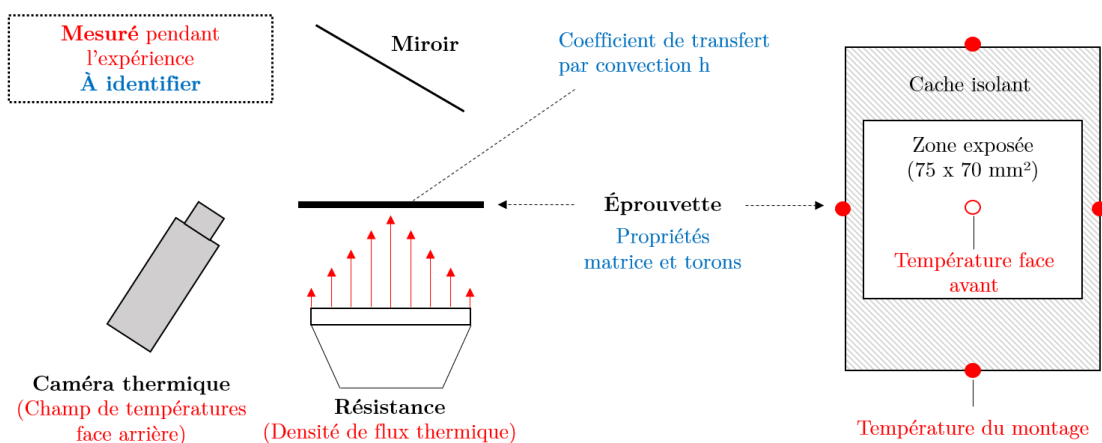 Mesuré pendant
l'expérience
À identifier
Miroir
Coefficient de transfert
par convection h
Cache isolant
Zone exposée
(75 x 70 mm²)
Éprouvette
Propriétés
matrice et torons
Température face
avant
Caméra thermique
(Champ de températures
face arrière)
Résistance
(Densité de flux thermique)
Température du montage